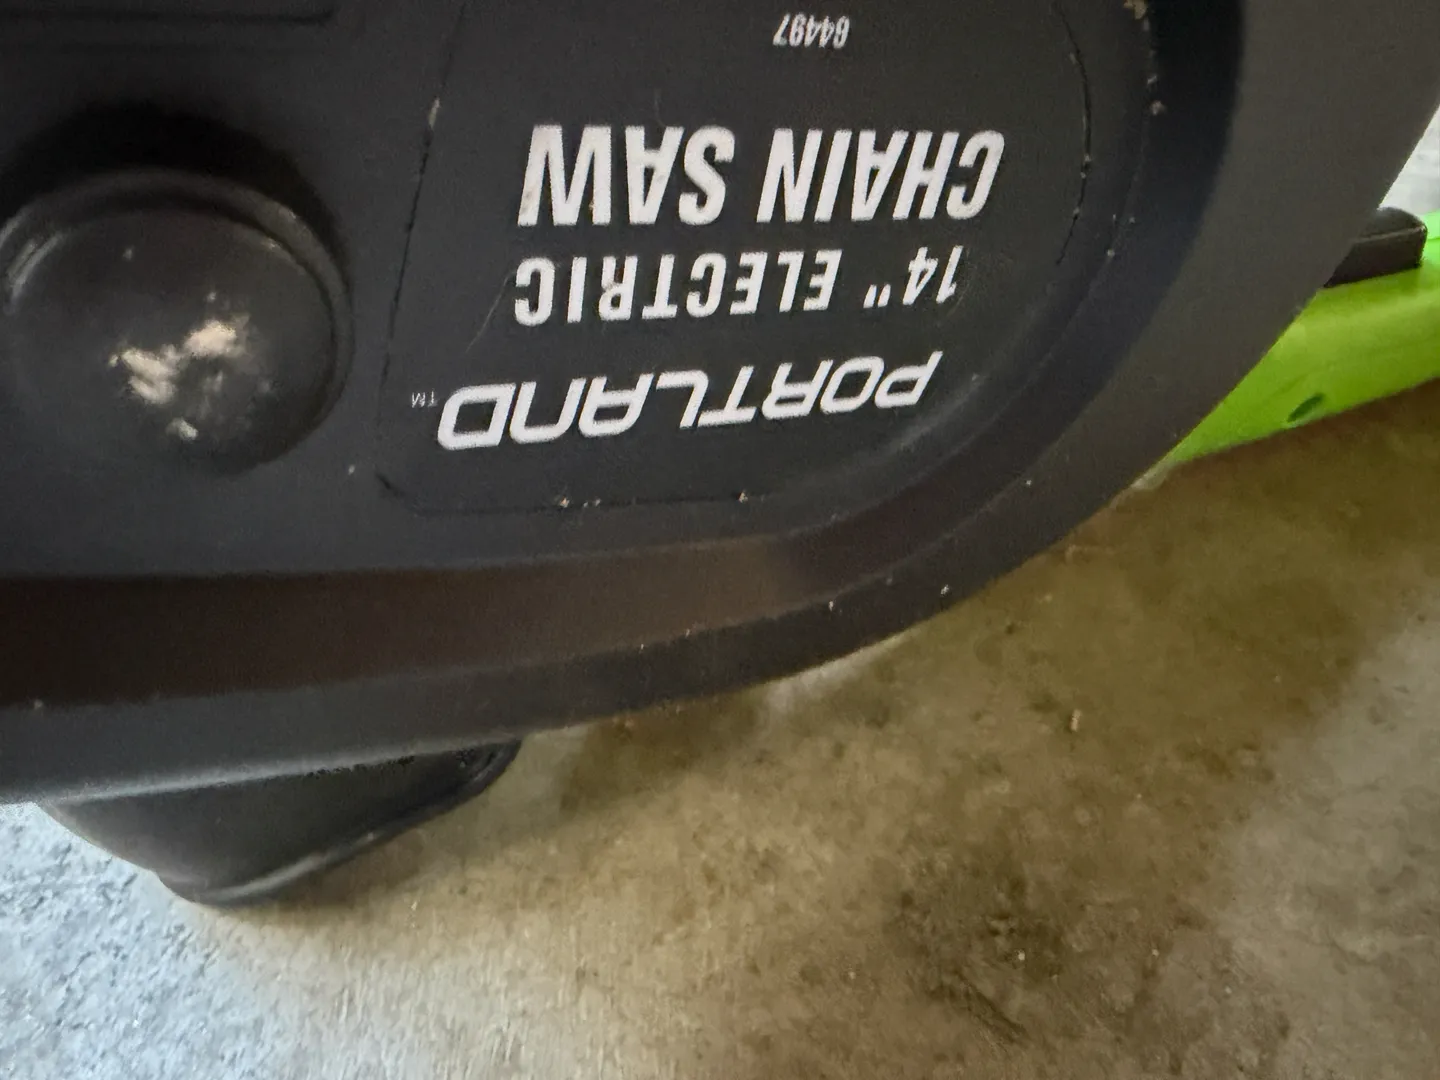 PORTLAND™
14" ELECTRIC
CHAIN SAW
64497